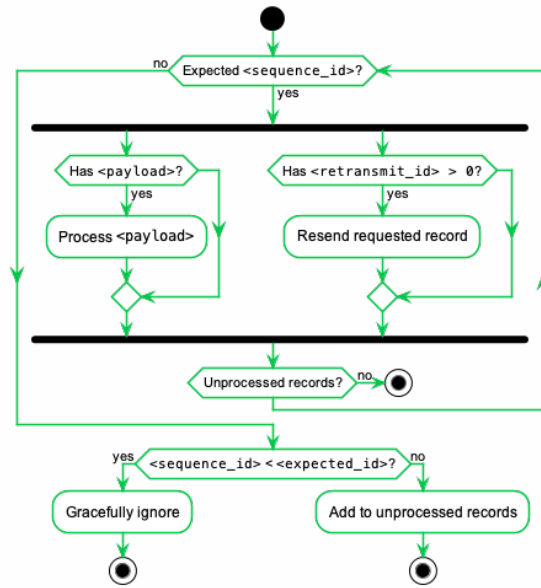 no
Expected <sequence_id>?
yes
Has <payload>?
Has <retransmit_id> > 0?
yes
yes
Process <payload>
Resend requested record
Unprocessed records?
no
yes
<sequence_id> < <expected_id>?
no
Gracefully ignore
Add to unprocessed records